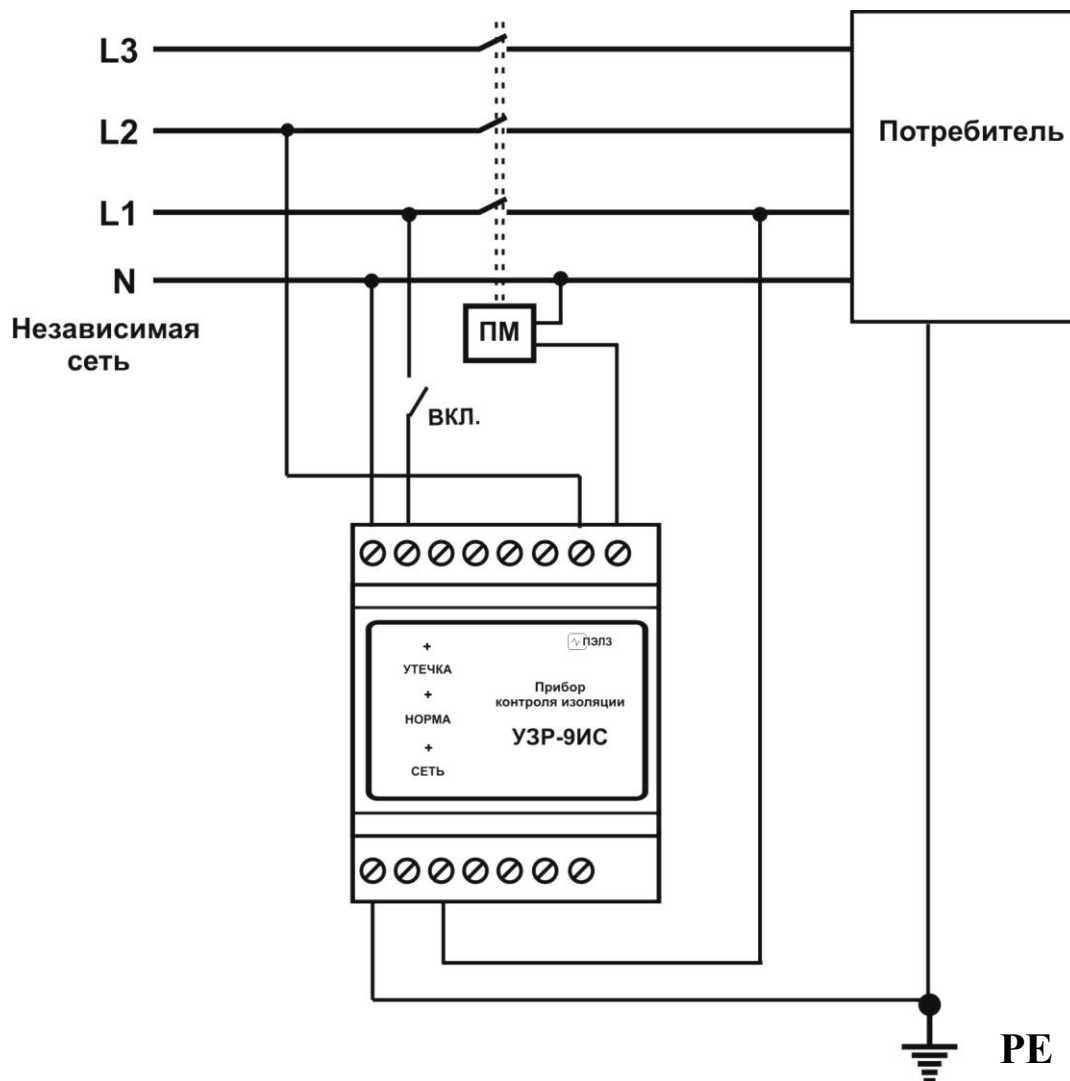 L3
L2
L1
N
Независимая
сеть
Потребитель
ПМ
ВКЛ.
ПЭЛЗ
УТЕЧКА
НОРМА
СЕТЬ
Прибор
контроля изоляции
УЗР-9ИС
PE